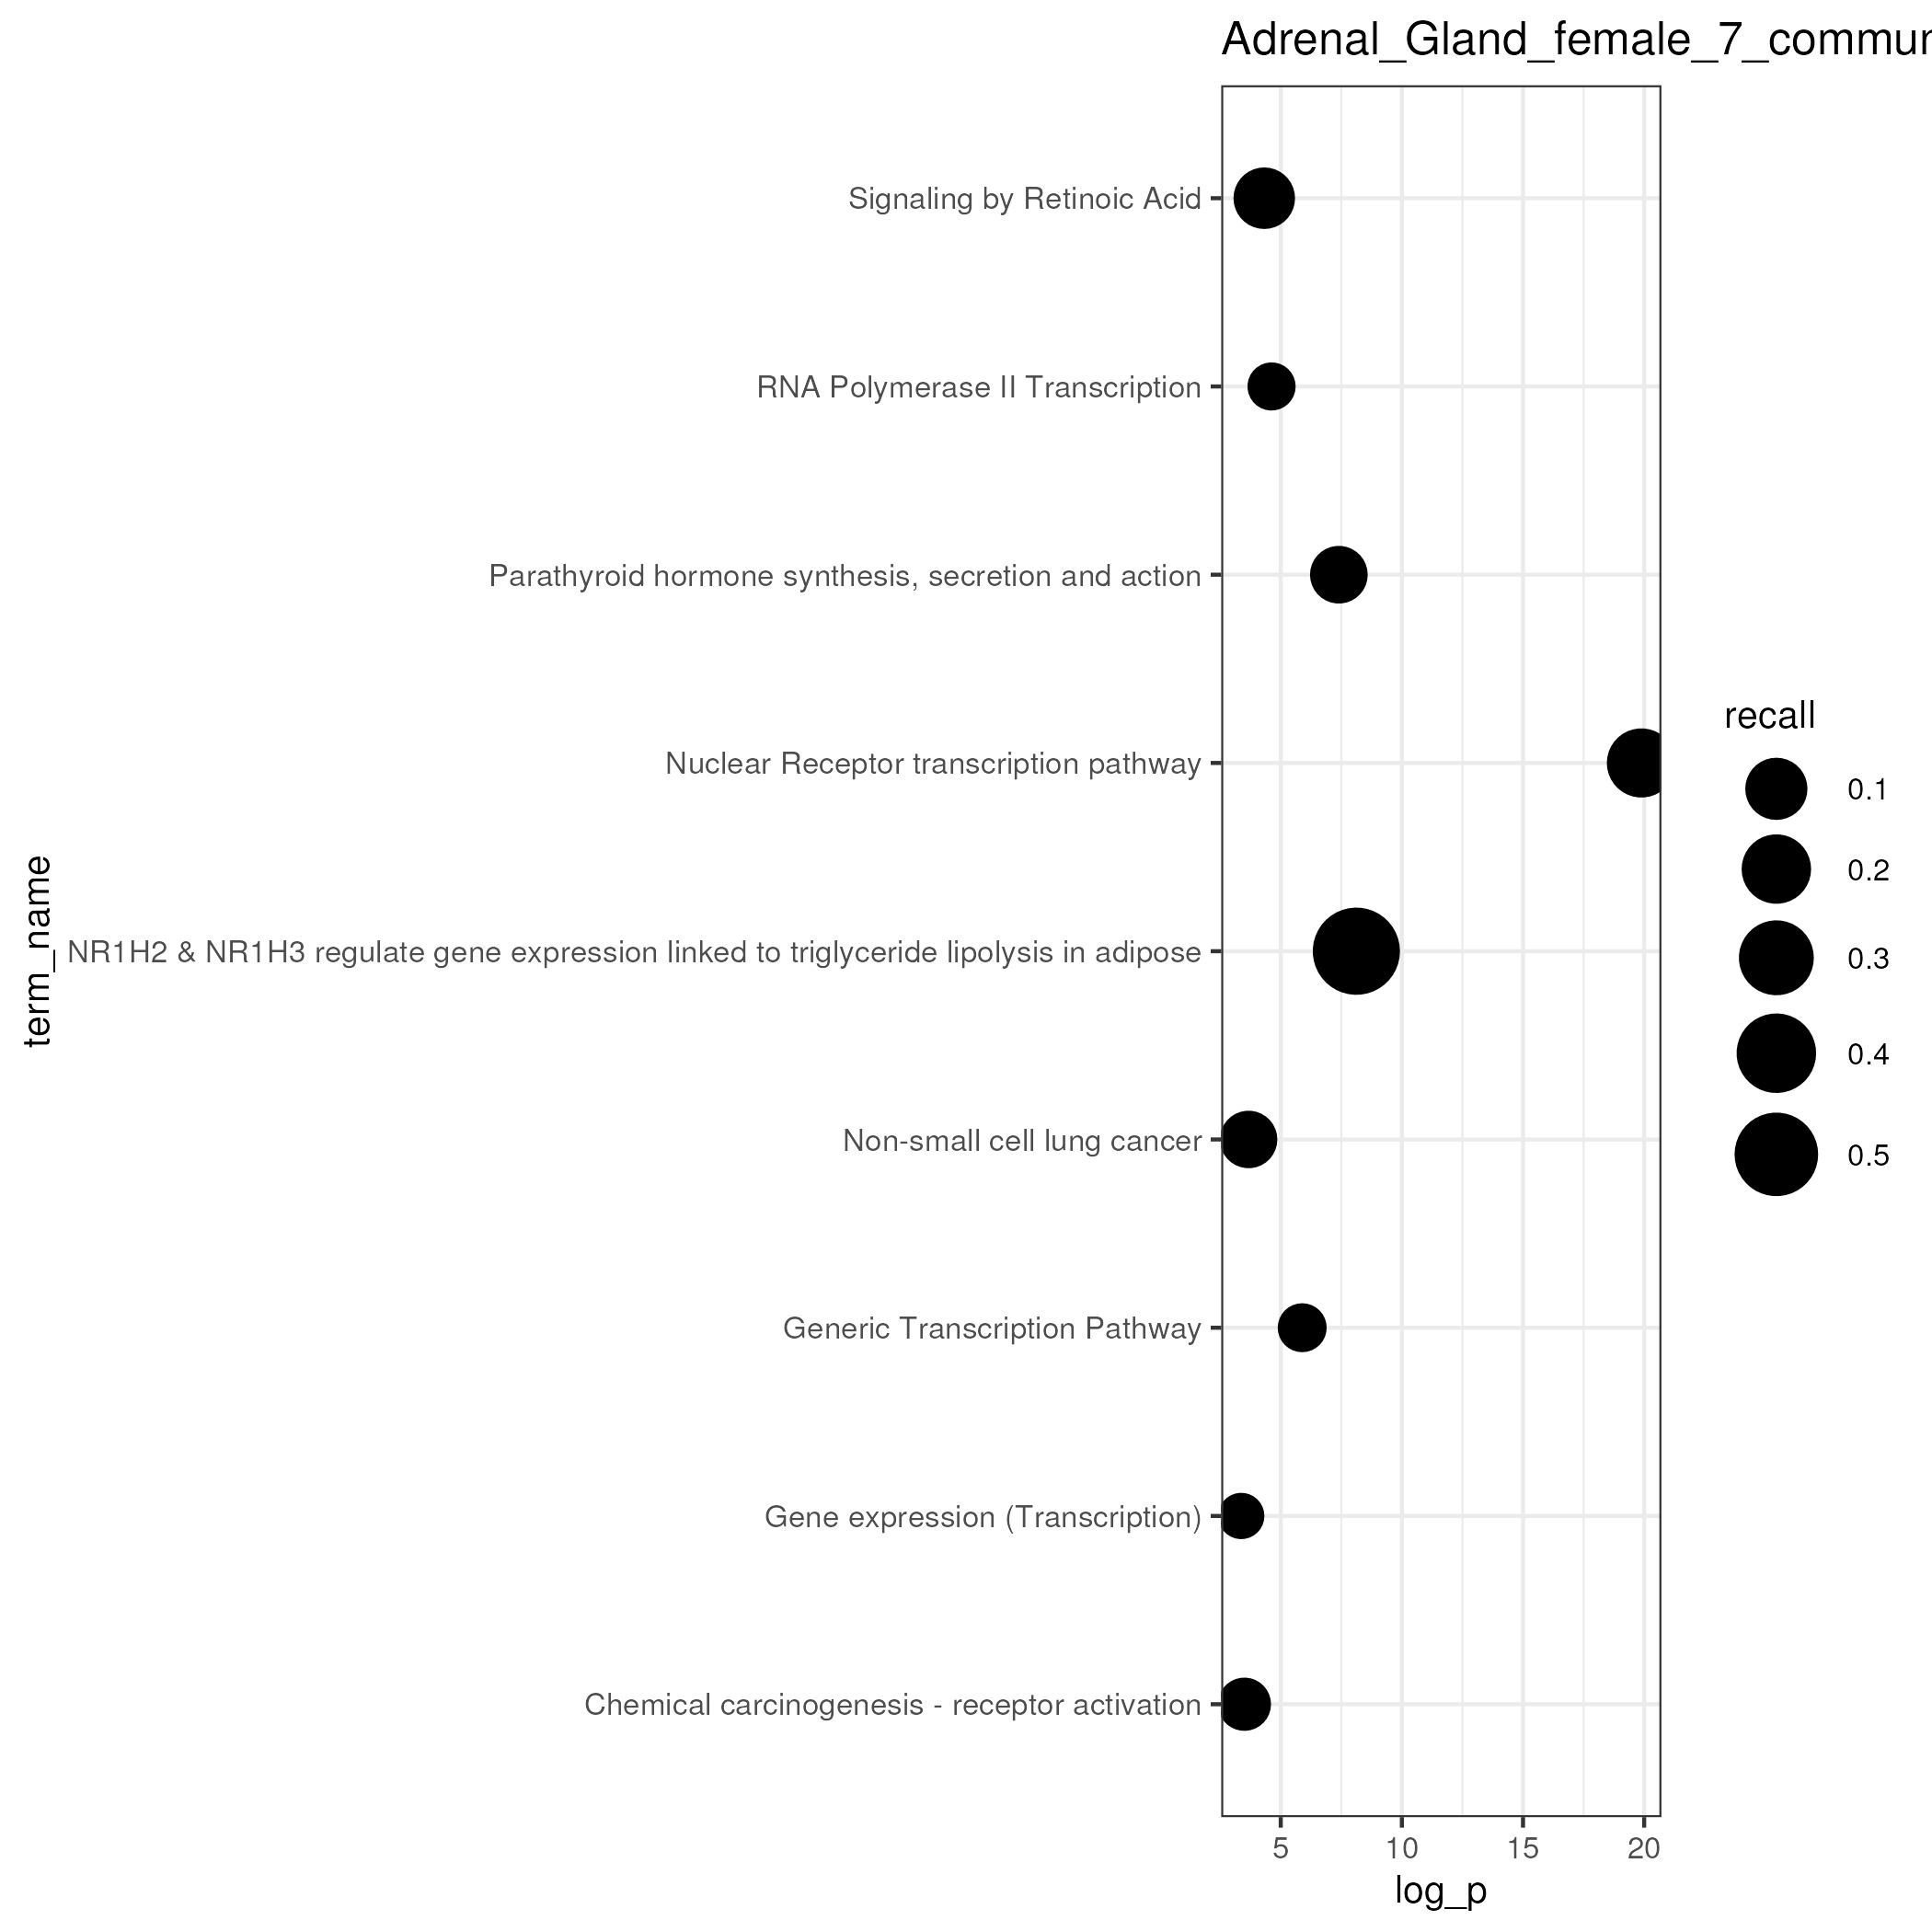 Adrenal_Gland_female_7_commun
Signaling by Retinoic Acid
RNA Polymerase II Transcription
Parathyroid hormone synthesis, secretion and action
Nuclear Receptor transcription pathway
NR1H2 & NR1H3 regulate gene expression linked to triglyceride lipolysis in adipose
Non-small cell lung cancer
Generic Transcription Pathway
Gene expression (Transcription)
Chemical carcinogenesis - receptor activation
term_name
5 10 15 20
log_p
recall
0.1
0.2
0.3
0.4
0.5